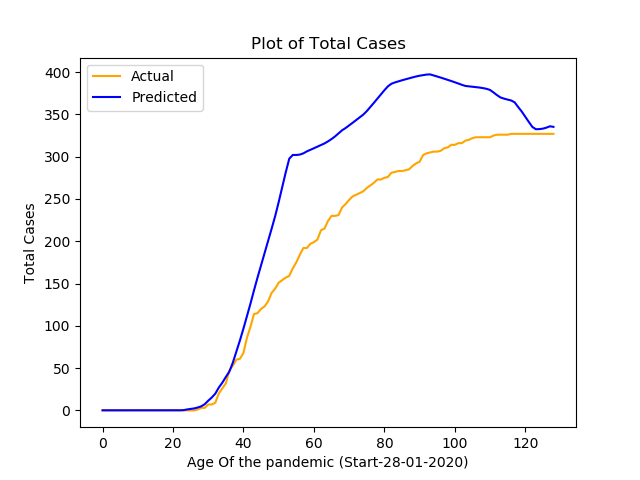 Plot of Total Cases
Actual
Predicted
400
350
300
250
200
150
100
50
0
Total Cases
0 20 40 60 80 100 120
Age Of the pandemic (Start-28-01-2020)